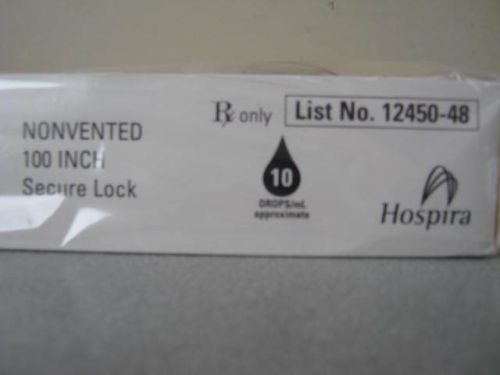 NONVENTED
100 INCH
Secure Lock
Rx only
List No. 12450-48
10
DROPS/mL
approximate
Hospira